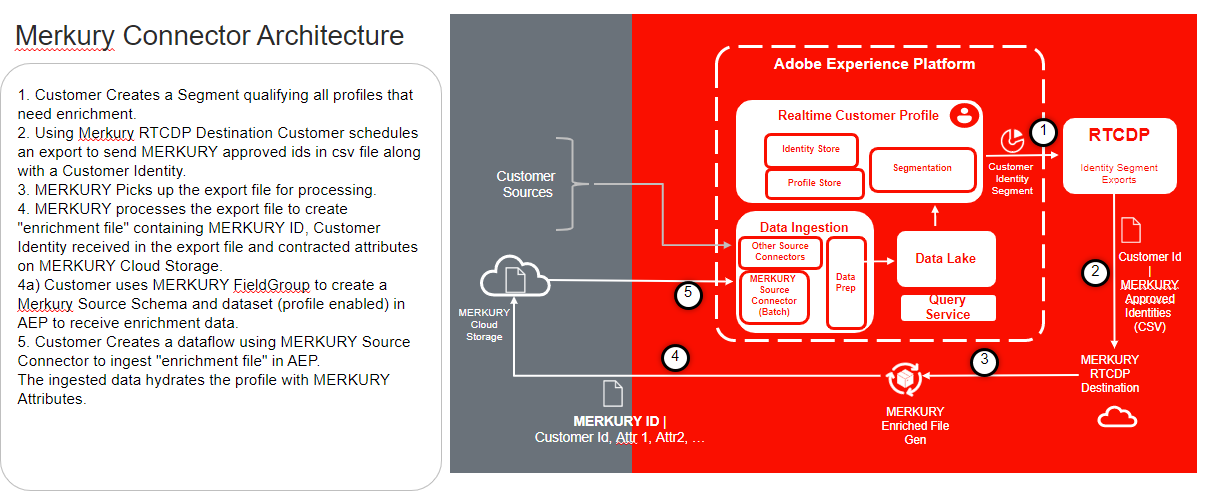 Merkury Connector Architecture
1. Customer Creates a Segment qualifying all profiles that
need enrichment.
2. Using Merkury RTCDP Destination Customer schedules
an export to send MERKURY approved ids in csv file along
with a Customer Identity.
3. MERKURY Picks up the export file for processing.
4. MERKURY processes the export file to create
"enrichment file" containing MERKURY ID, Customer
Identity received in the export file and contracted attributes
on MERKURY Cloud Storage.
4a) Customer uses MERKURY FieldGroup to create a
Merkury Source Schema and dataset (profile enabled) in
AEP to receive enrichment data.
5. Customer Creates a dataflow using MERKURY Source
Connector to ingest "enrichment file" in AEP.
The ingested data hydrates the profile with MERKURY
Attributes.
Adobe Experience Platform
Realtime Customer Profile
Identity Store
Profile Store
Segmentation
Customer
Identity
Segment
1
RTCDP
Identity Segment
Exports
Customer
Sources
Data Ingestion
Other Source
Connectors
MERKURY
Source
Connector
(Batch)
Data
Prep
Data Lake
Query
Service
2
Customer Id
|
MERKURY
Approved
Identities
(CSV)
5
MERKURY
Cloud
Storage
4
3
MERKURY
RTCDP
Destination
MERKURY
Enriched File
Gen
MERKURY ID |
Customer Id, Attr 1, Attr2, …